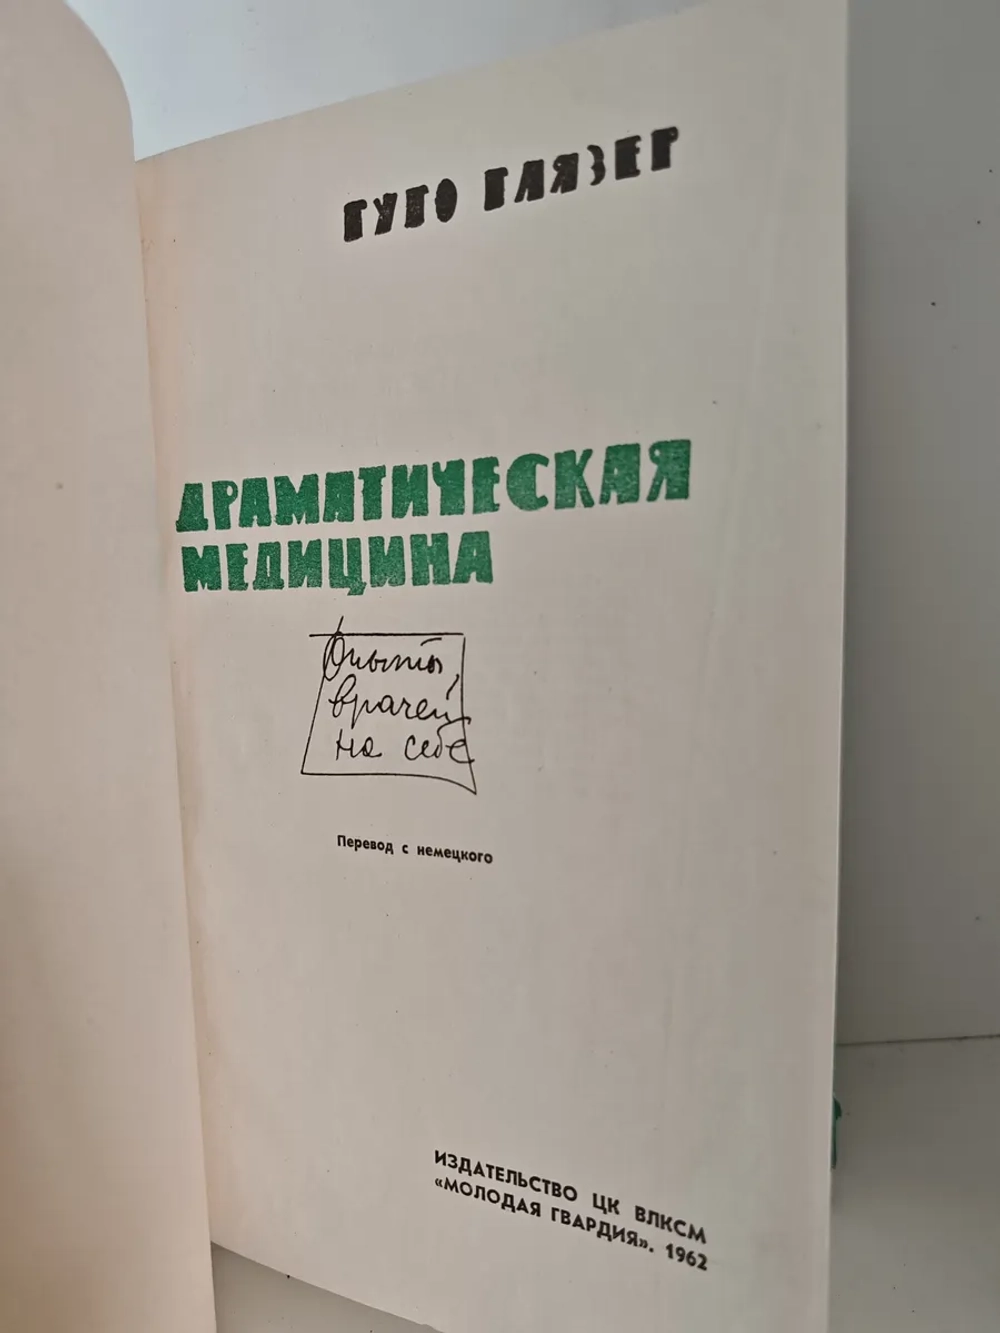 ГУГО ГЛЯЗЕР
ДРАМАТИЧЕСКАЯ
МЕДИЦИНА
Опыты
врачей
на себе
Перевод с немецкого
ИЗДАТЕЛЬСТВО ЦК ВЛКСМ
«МОЛОДАЯ ГВАРДИЯ». 1962